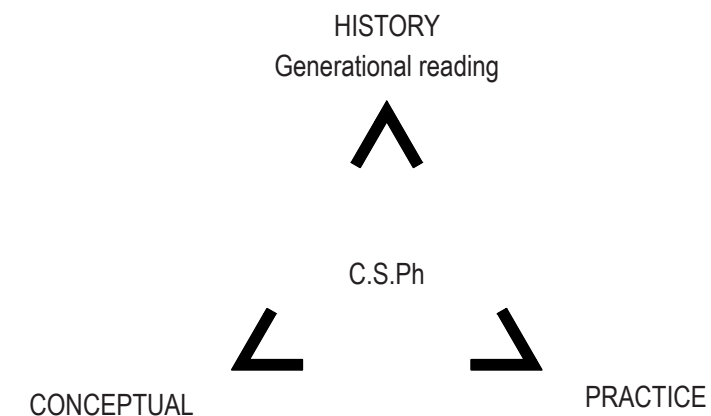 HISTORY
Generational reading
C.S.Ph
CONCEPTUAL
PRACTICE